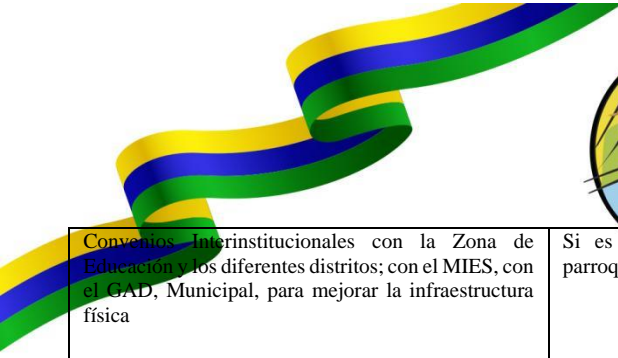 Convenios Interinstitucionales con la Zona de
Educación y los diferentes distritos; con el MIES, con
el GAD, Municipal, para mejorar la infraestructura
física
Si es